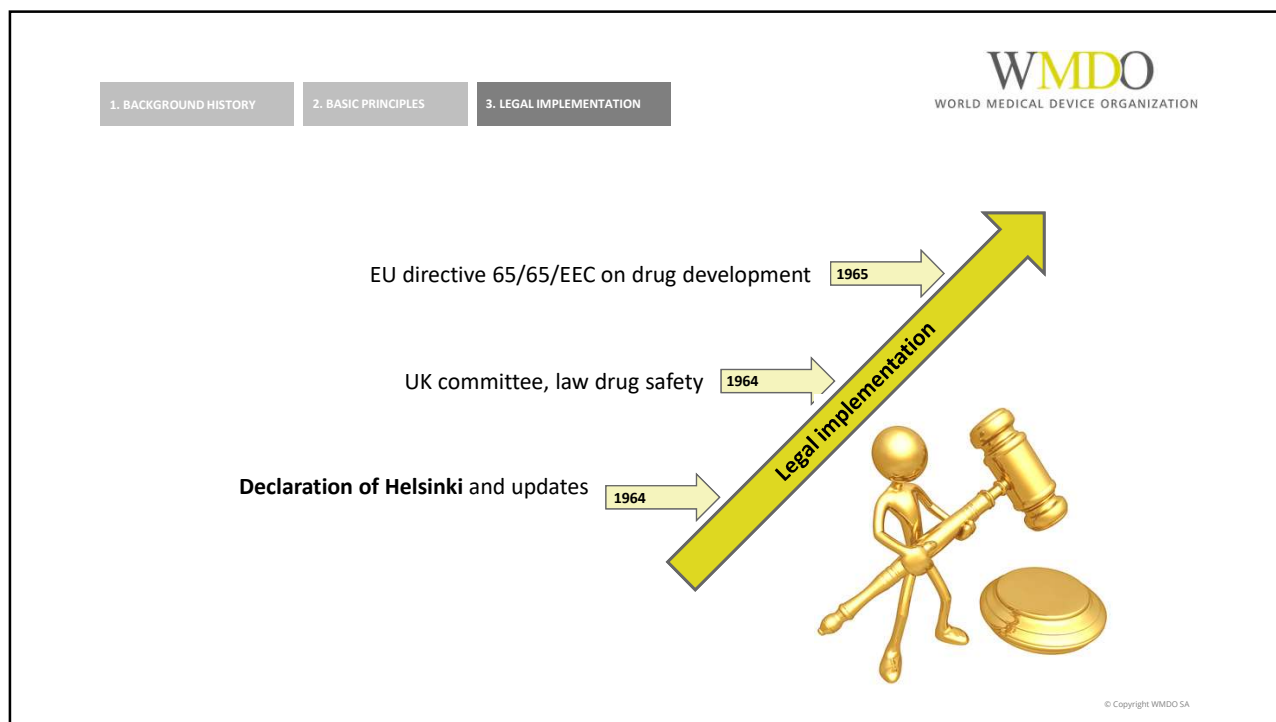 WMDO
WORLD MEDICAL DEVICE ORGANIZATION
1. BACKGROUND HISTORY
2. BASIC PRINCIPLES
3. LEGAL IMPLEMENTATION
EU directive 65/65/EEC on drug development
1965
UK committee, law drug safety
1964
Declaration of Helsinki and updates
1964
Legal implementation
© Copyright WMDO SA